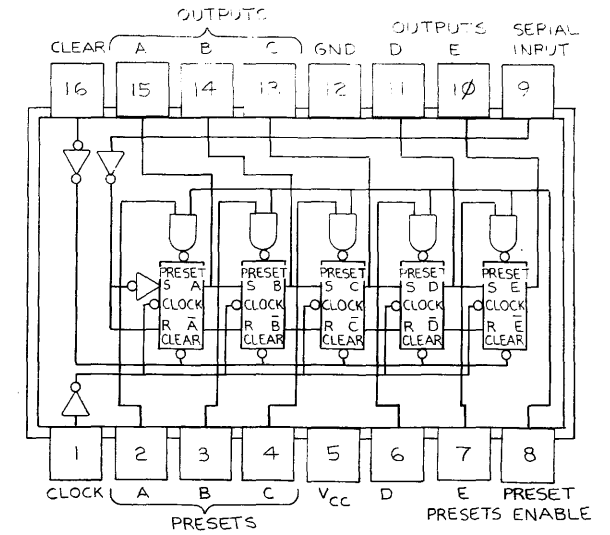 OUTPUTS OUTPUTS SERIAL
CLEAR A B C GND D E INPUT
16 15 14 13 12 11 10 9
PRESET PRESET PRESET PRESET PRESET
S A S B S C S D S E
CLOCK CLOCK CLOCK CLOCK CLOCK
R A̅ R B̅ R C̅ R D̅ R E̅
CLEAR CLEAR CLEAR CLEAR CLEAR
1 2 3 4 5 6 7 8
CLOCK A B C VCC D E PRESET
PRESETS PRESETS ENABLE